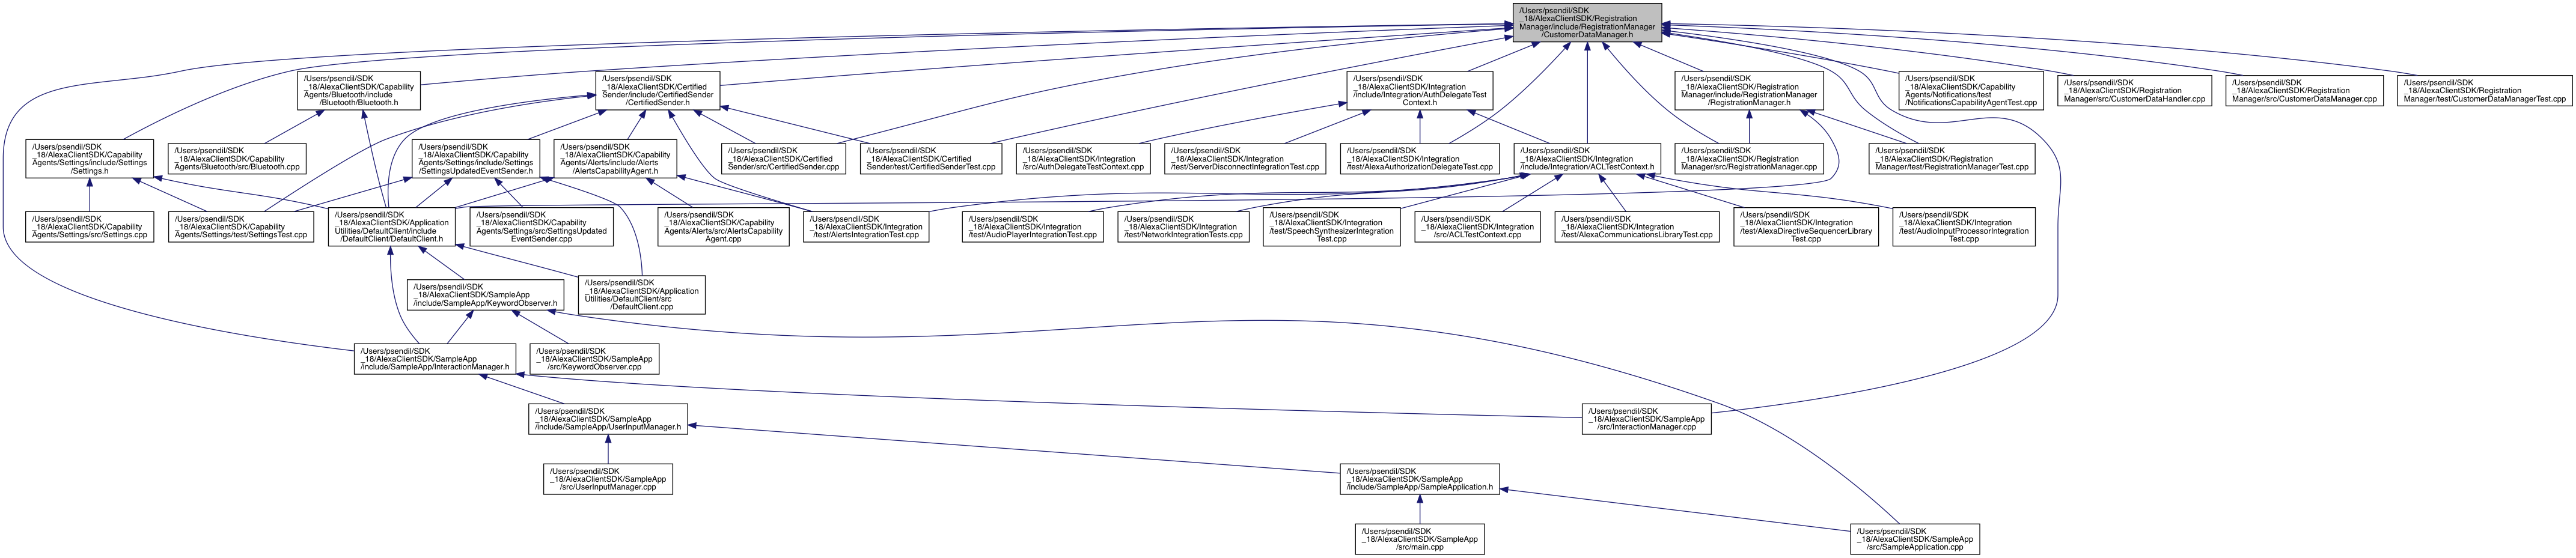 /Users/psendil/SDK
_18/AlexaClientSDK/Registration
Manager/include/RegistrationManager
/CustomerDataManager.h
/Users/psendil/SDK
_18/AlexaClientSDK/Capability
Agents/Bluetooth/include
/Bluetooth/Bluetooth.h
/Users/psendil/SDK
_18/AlexaClientSDK/Certified
Sender/include/CertifiedSender
/CertifiedSender.h
/Users/psendil/SDK
_18/AlexaClientSDK/Integration
/include/Integration/AuthDelegateTest
Context.h
/Users/psendil/SDK
_18/AlexaClientSDK/Registration
Manager/include/RegistrationManager
/RegistrationManager.h
/Users/psendil/SDK
_18/AlexaClientSDK/Capability
Agents/Notifications/test
/NotificationsCapabilityAgentTest.cpp
/Users/psendil/SDK
_18/AlexaClientSDK/Registration
Manager/src/CustomerDataHandler.cpp
/Users/psendil/SDK
_18/AlexaClientSDK/Registration
Manager/src/CustomerDataManager.cpp
/Users/psendil/SDK
_18/AlexaClientSDK/Registration
Manager/test/CustomerDataManagerTest.cpp
/Users/psendil/SDK
_18/AlexaClientSDK/Capability
Agents/Settings/include/Settings
/Settings.h
/Users/psendil/SDK
_18/AlexaClientSDK/Capability
Agents/Bluetooth/src/Bluetooth.cpp
/Users/psendil/SDK
_18/AlexaClientSDK/Capability
Agents/Settings/include/Settings
/SettingsUpdatedEventSender.h
/Users/psendil/SDK
_18/AlexaClientSDK/Capability
Agents/Alerts/include/Alerts
/AlertsCapabilityAgent.h
/Users/psendil/SDK
_18/AlexaClientSDK/Certified
Sender/src/CertifiedSender.cpp
/Users/psendil/SDK
_18/AlexaClientSDK/Certified
Sender/test/CertifiedSenderTest.cpp
/Users/psendil/SDK
_18/AlexaClientSDK/Integration
/src/AuthDelegateTestContext.cpp
/Users/psendil/SDK
_18/AlexaClientSDK/Integration
/test/ServerDisconnectIntegrationTest.cpp
/Users/psendil/SDK
_18/AlexaClientSDK/Integration
/test/AlexaAuthorizationDelegateTest.cpp
/Users/psendil/SDK
_18/AlexaClientSDK/Integration
/include/Integration/ACLTestContext.h
/Users/psendil/SDK
_18/AlexaClientSDK/Registration
Manager/src/RegistrationManager.cpp
/Users/psendil/SDK
_18/AlexaClientSDK/Registration
Manager/test/RegistrationManagerTest.cpp
/Users/psendil/SDK
_18/AlexaClientSDK/Capability
Agents/Settings/src/Settings.cpp
/Users/psendil/SDK
_18/AlexaClientSDK/Capability
Agents/Settings/test/SettingsTest.cpp
/Users/psendil/SDK
_18/AlexaClientSDK/Application
Utilities/DefaultClient/include
/DefaultClient/DefaultClient.h
/Users/psendil/SDK
_18/AlexaClientSDK/Capability
Agents/Settings/src/SettingsUpdated
EventSender.cpp
/Users/psendil/SDK
_18/AlexaClientSDK/Capability
Agents/Alerts/src/AlertsCapability
Agent.cpp
/Users/psendil/SDK
_18/AlexaClientSDK/Integration
/test/AlertsIntegrationTest.cpp
/Users/psendil/SDK
_18/AlexaClientSDK/Integration
/test/AudioPlayerIntegrationTest.cpp
/Users/psendil/SDK
_18/AlexaClientSDK/Integration
/test/NetworkIntegrationTests.cpp
/Users/psendil/SDK
_18/AlexaClientSDK/Integration
/test/SpeechSynthesizerIntegration
Test.cpp
/Users/psendil/SDK
_18/AlexaClientSDK/Integration
/src/ACLTestContext.cpp
/Users/psendil/SDK
_18/AlexaClientSDK/Integration
/test/AlexaCommunicationsLibraryTest.cpp
/Users/psendil/SDK
_18/AlexaClientSDK/Integration
/test/AlexaDirectiveSequencerLibrary
Test.cpp
/Users/psendil/SDK
_18/AlexaClientSDK/Integration
/test/AudioInputProcessorIntegration
Test.cpp
/Users/psendil/SDK
_18/AlexaClientSDK/SampleApp
/include/SampleApp/KeywordObserver.h
/Users/psendil/SDK
_18/AlexaClientSDK/Application
Utilities/DefaultClient/src
/DefaultClient.cpp
/Users/psendil/SDK
_18/AlexaClientSDK/SampleApp
/include/SampleApp/InteractionManager.h
/Users/psendil/SDK
_18/AlexaClientSDK/SampleApp
/src/KeywordObserver.cpp
/Users/psendil/SDK
_18/AlexaClientSDK/SampleApp
/include/SampleApp/UserInputManager.h
/Users/psendil/SDK
_18/AlexaClientSDK/SampleApp
/src/InteractionManager.cpp
/Users/psendil/SDK
_18/AlexaClientSDK/SampleApp
/src/UserInputManager.cpp
/Users/psendil/SDK
_18/AlexaClientSDK/SampleApp
/include/SampleApp/SampleApplication.h
/Users/psendil/SDK
_18/AlexaClientSDK/SampleApp
/src/main.cpp
/Users/psendil/SDK
_18/AlexaClientSDK/SampleApp
/src/SampleApplication.cpp